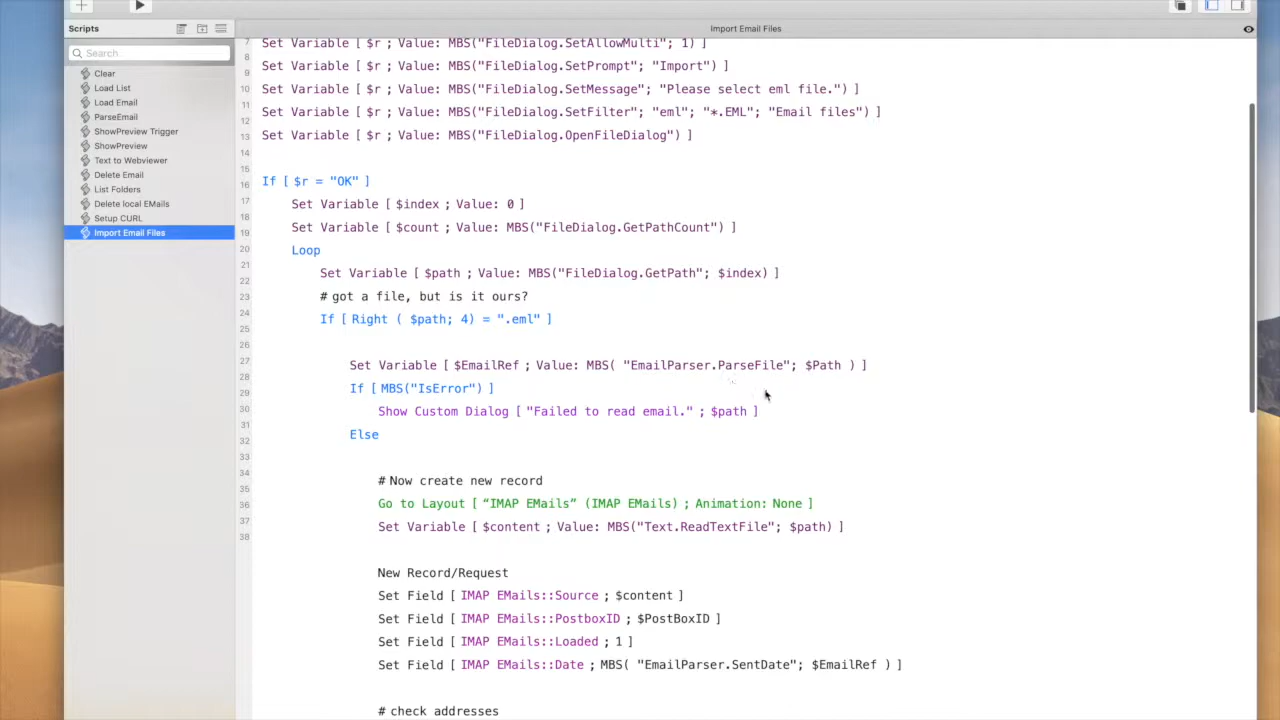 Scripts
Import Email Files
Search
Clear
Load List
Load Email
ParseEmail
ShowPreview Trigger
ShowPreview
Text to Webviewer
Delete Email
List Folders
Delete local EMails
Setup CURL
Import Email Files
7
8
9
10
11
12
13
14
15
16
17
18
19
20
21
22
23
24
25
26
27
28
29
30
31
32
33
34
35
36
37
38
Set Variable [ $r ; Value: MBS("FileDialog.SetAllowMulti"; 1) ]
Set Variable [ $r ; Value: MBS("FileDialog.SetPrompt"; "Import") ]
Set Variable [ $r ; Value: MBS("FileDialog.SetMessage"; "Please select eml file.") ]
Set Variable [ $r ; Value: MBS("FileDialog.SetFilter"; "eml"; "*.EML"; "Email files") ]
Set Variable [ $r ; Value: MBS("FileDialog.OpenFileDialog") ]
If [ $r = "OK" ]
Set Variable [ $index ; Value: 0 ]
Set Variable [ $count ; Value: MBS("FileDialog.GetPathCount") ]
Loop
Set Variable [ $path ; Value: MBS("FileDialog.GetPath"; $index) ]
# got a file, but is it ours?
If [ Right ( $path; 4) = ".eml" ]
Set Variable [ $EmailRef ; Value: MBS( "EmailParser.ParseFile"; $Path ) ]
If [ MBS("IsError") ]
Show Custom Dialog [ "Failed to read email." ; $path ]
Else
# Now create new record
Go to Layout [ “IMAP EMails” (IMAP EMails) ; Animation: None ]
Set Variable [ $content ; Value: MBS("Text.ReadTextFile"; $path) ]
New Record/Request
Set Field [ IMAP EMails::Source ; $content ]
Set Field [ IMAP EMails::PostboxID ; $PostBoxID ]
Set Field [ IMAP EMails::Loaded ; 1 ]
Set Field [ IMAP EMails::Date ; MBS( "EmailParser.SentDate"; $EmailRef ) ]
# check addresses